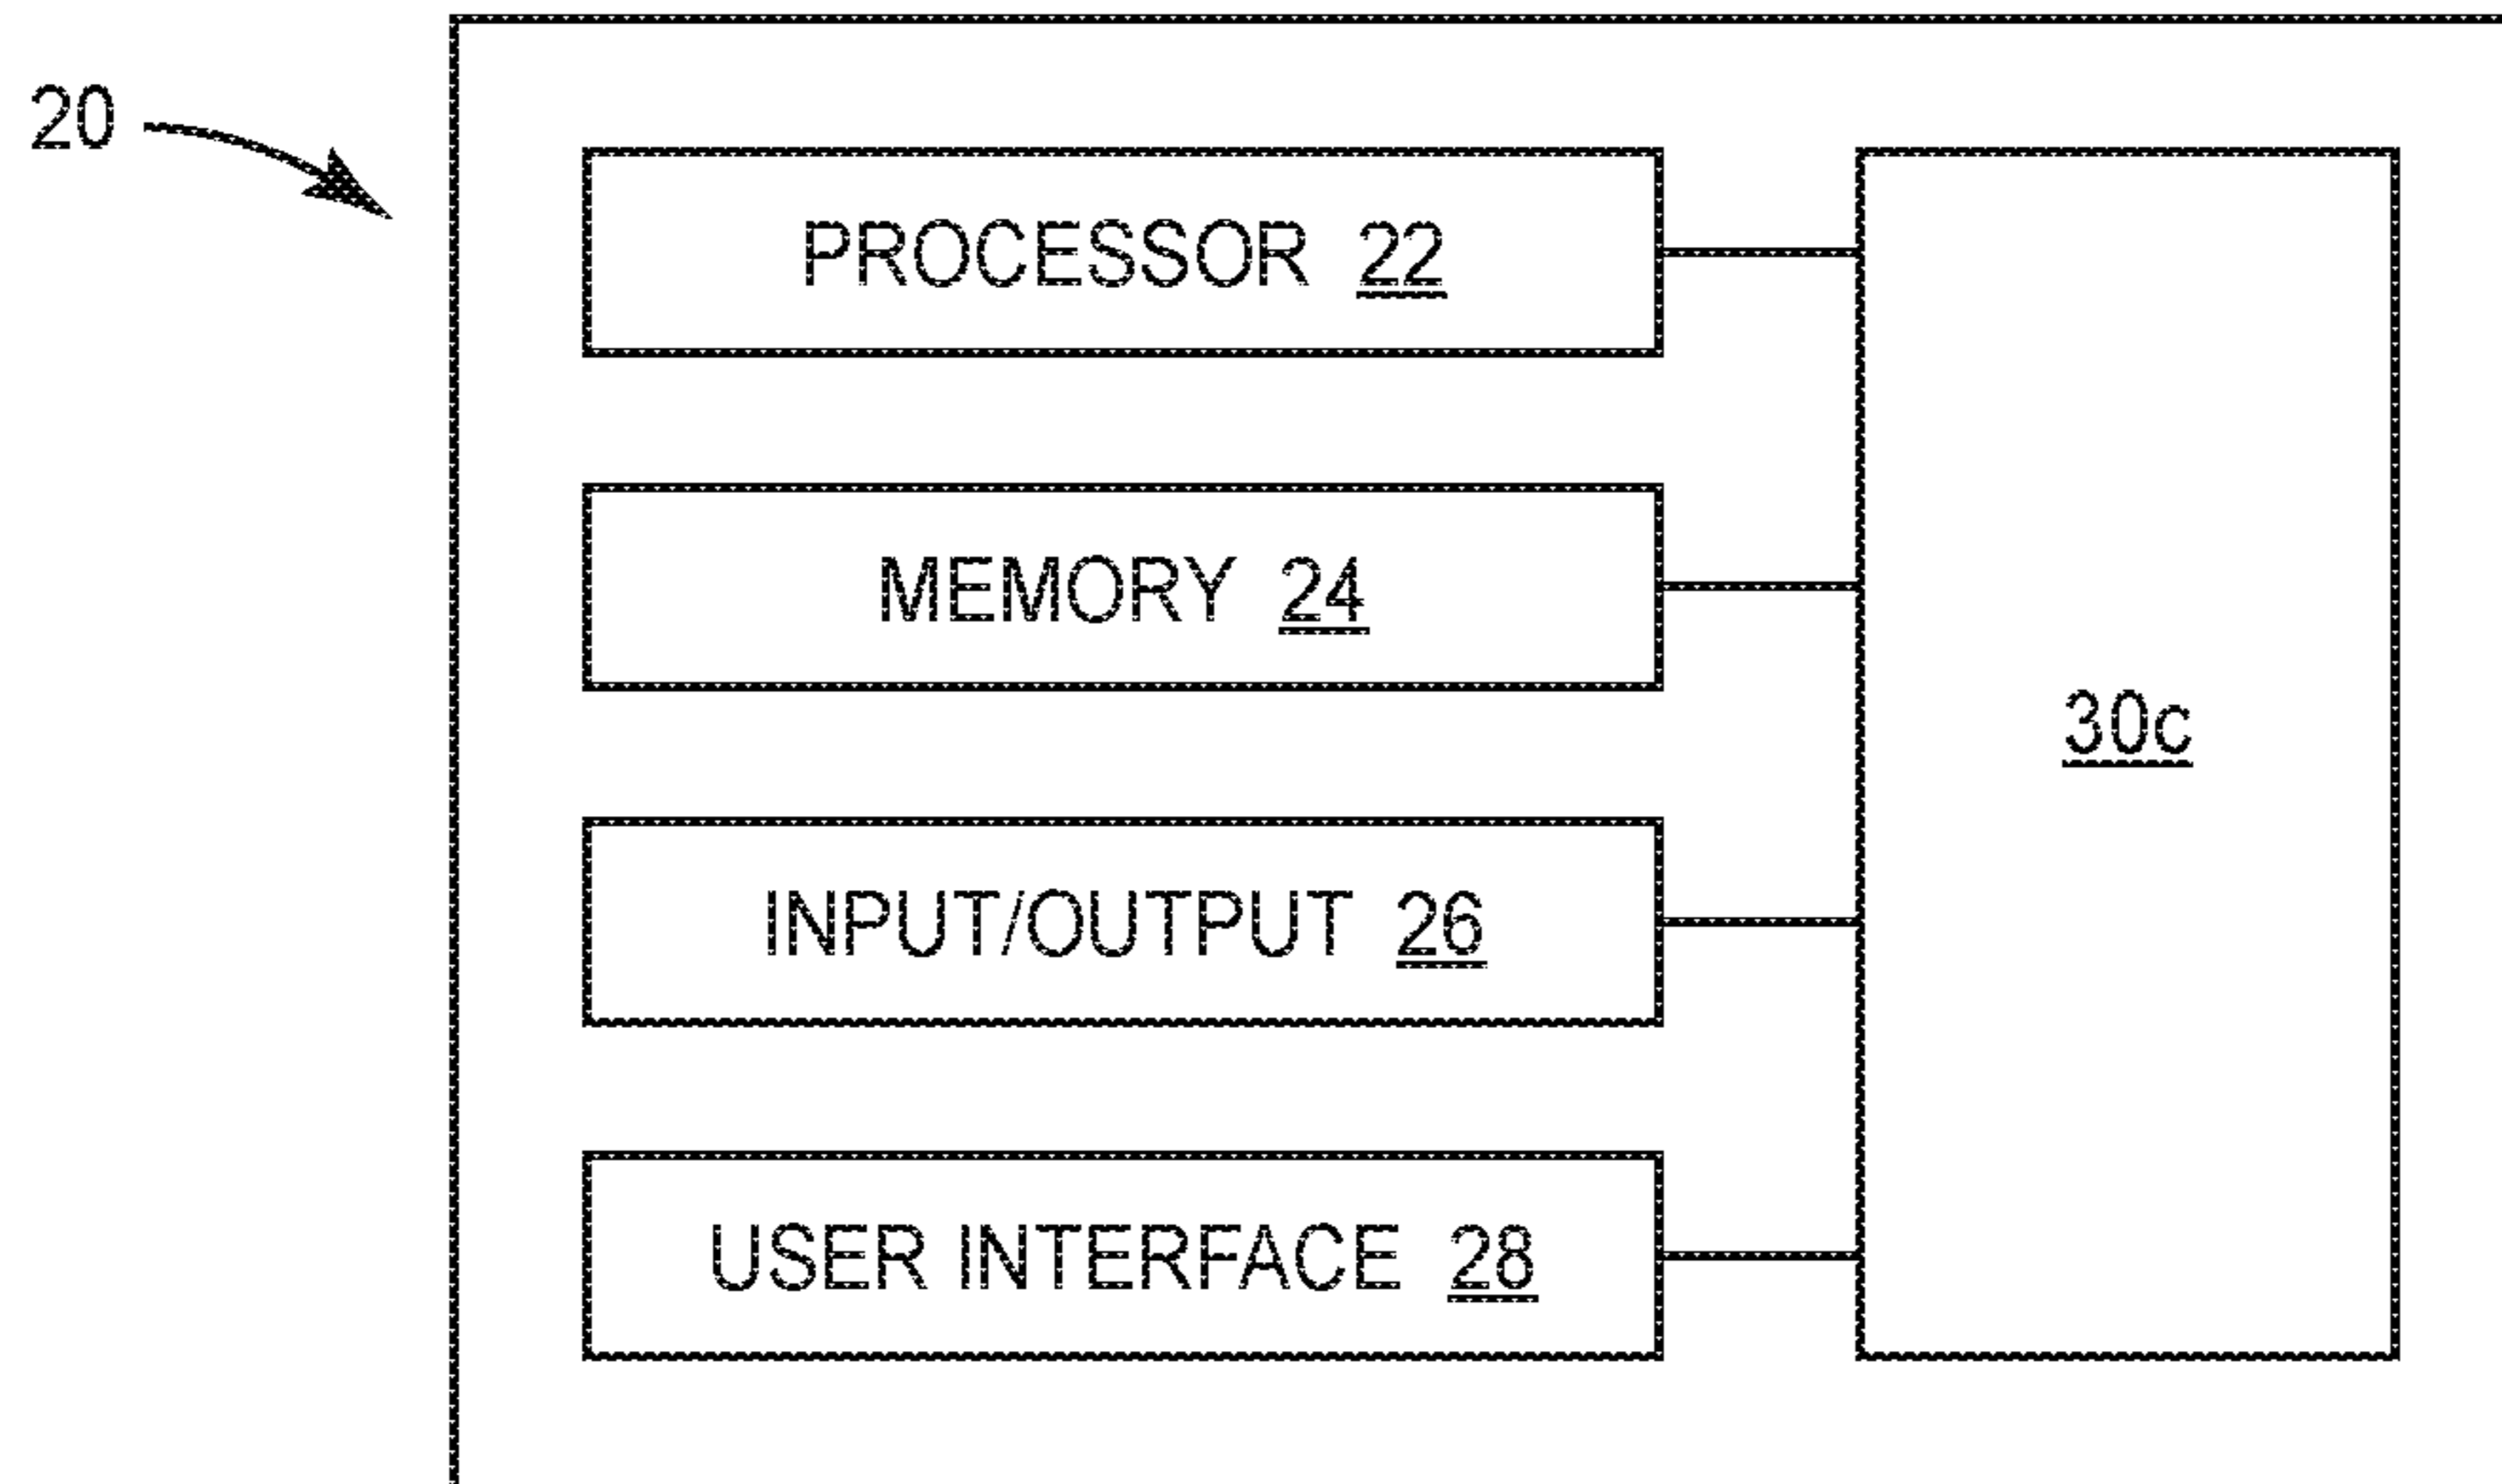 20
PROCESSOR 22
MEMORY 24
30c
INPUT/OUTPUT 26
USER INTERFACE 28